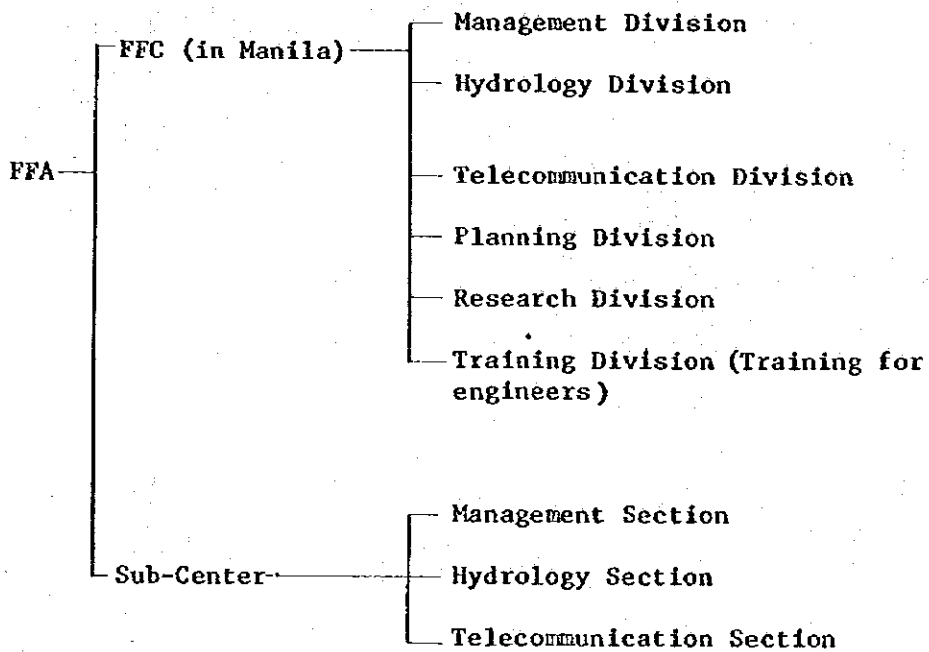 Management Division
FFC (in Manila)
Hydrology Division
FFA
Telecommunication Division
Planning Division
Research Division
Training Division (Training for
engineers)
Management Section
Sub-Center
Hydrology Section
Telecommunication Section